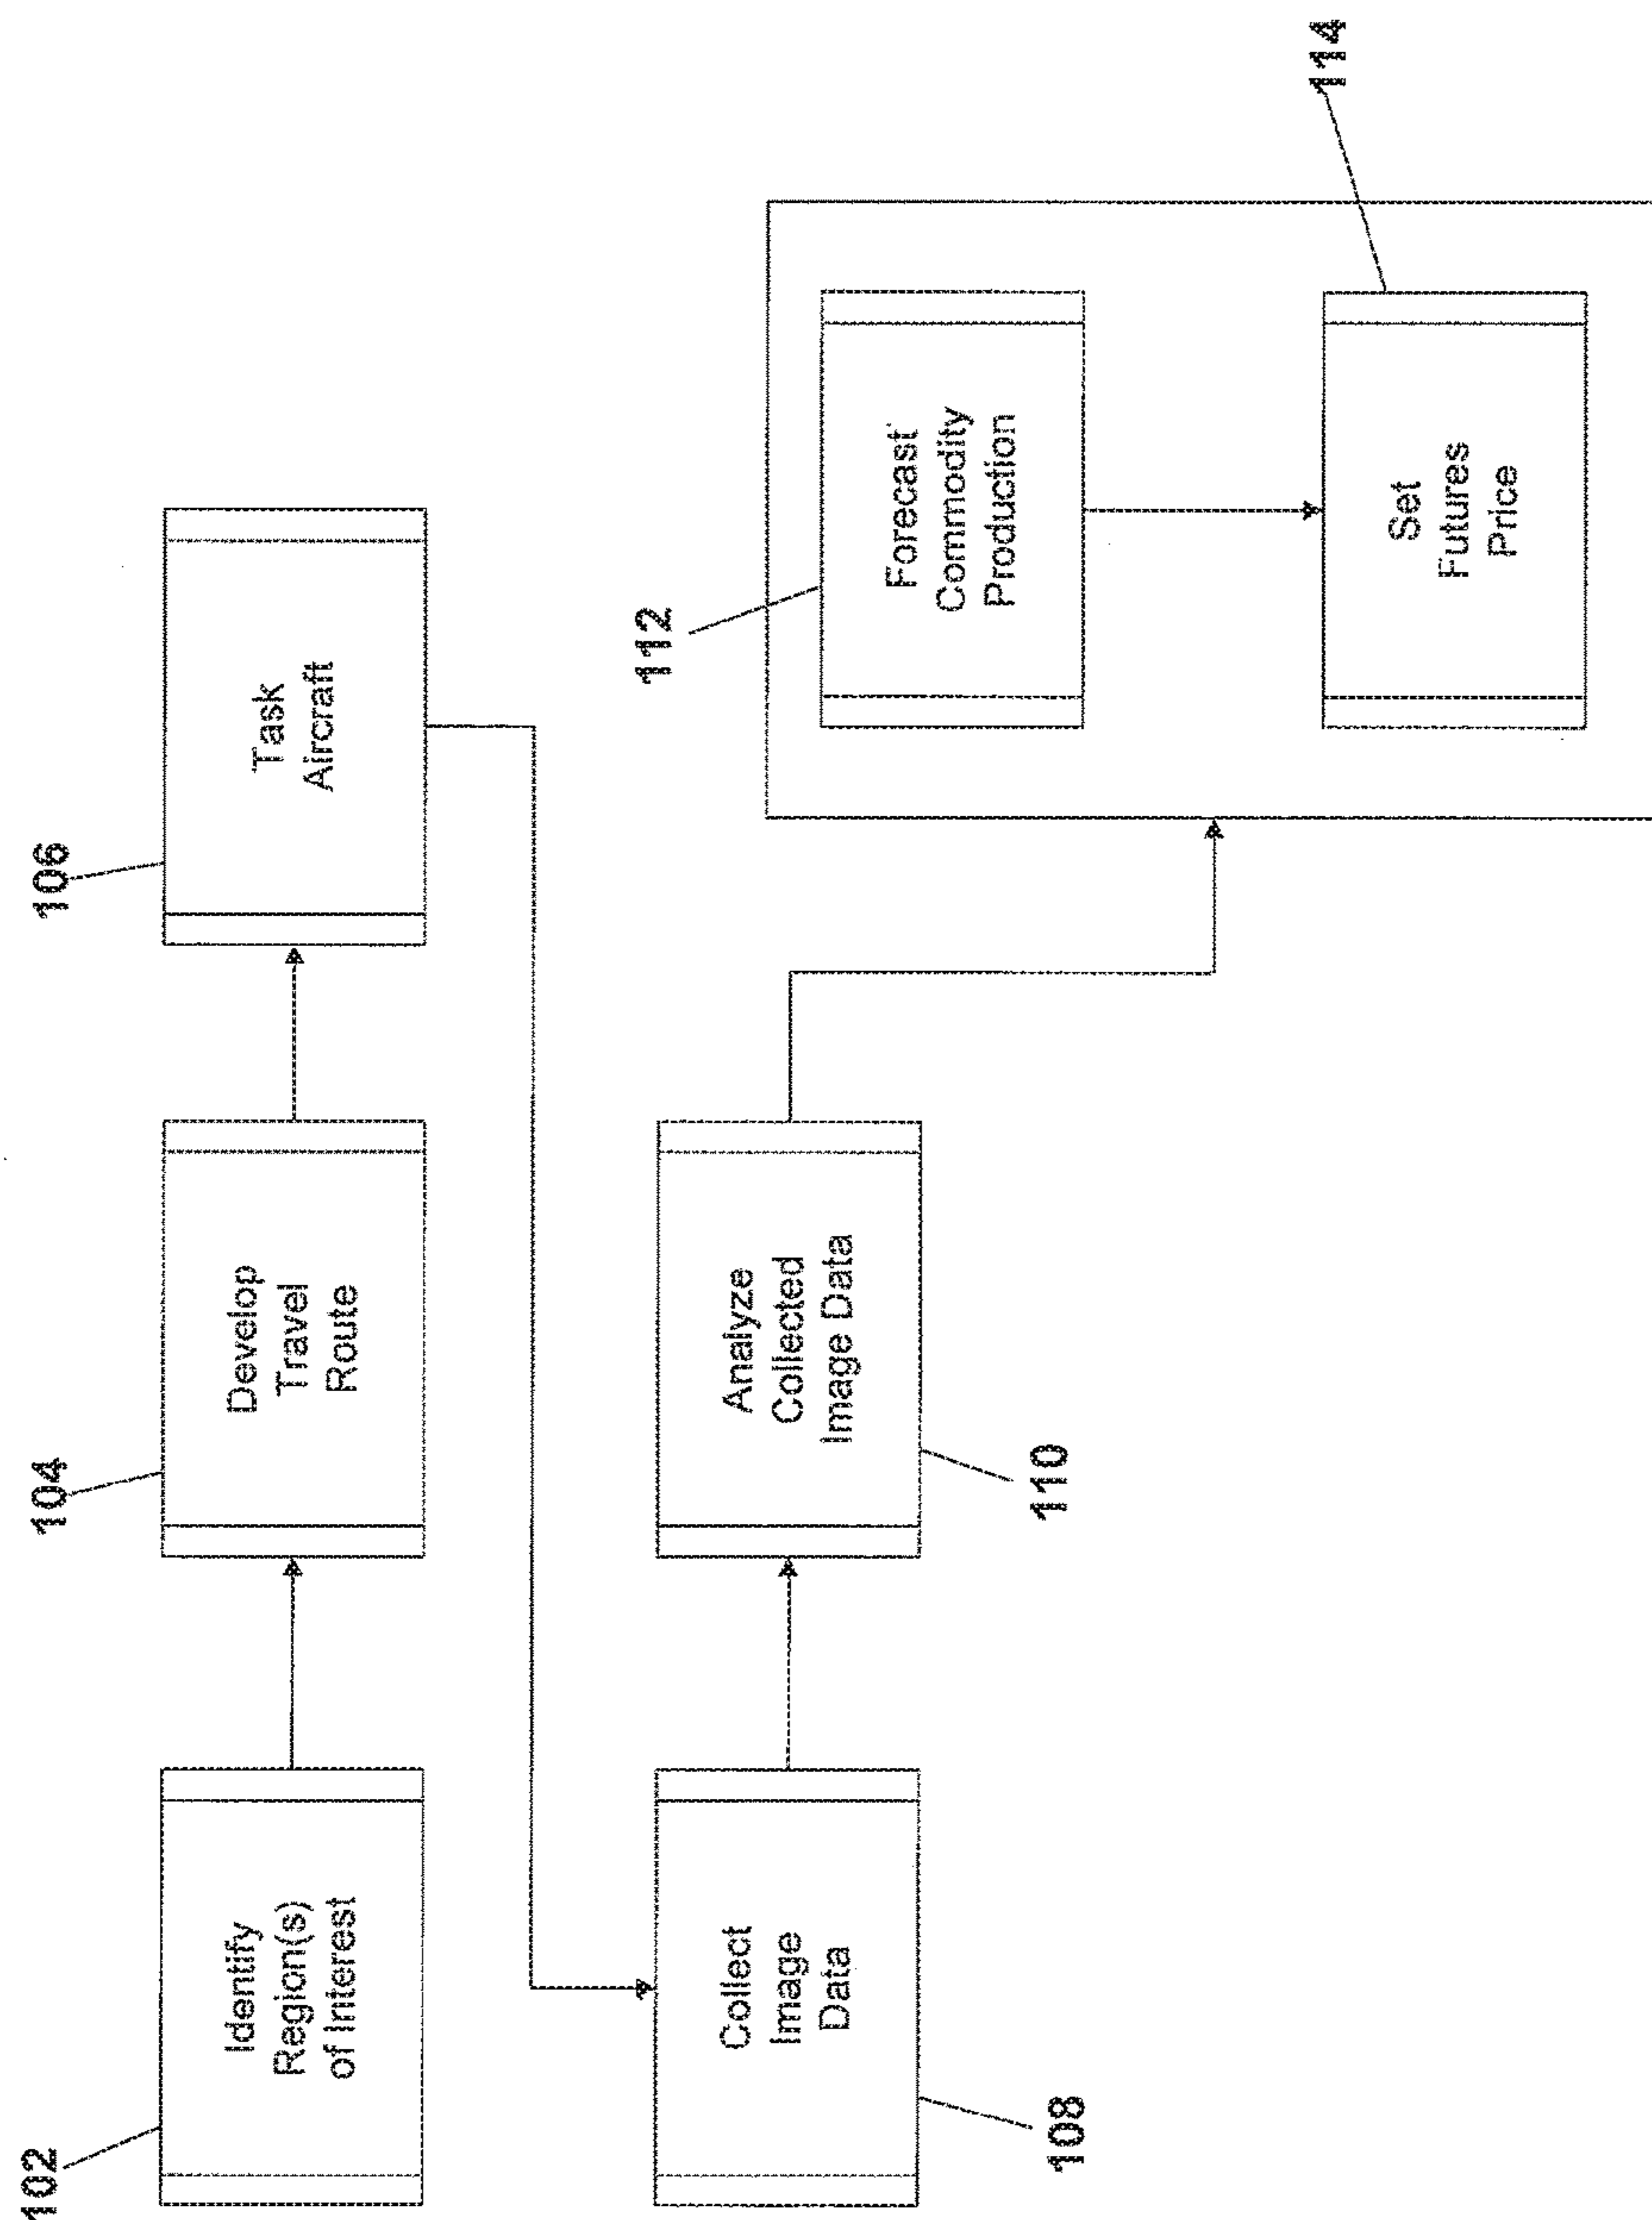 102
Identify
Region(s)
of Interest
104
Develop
Travel
Route
106
Task
Aircraft
108
Collect
Image
Data
110
Analyze
Collected
Image Data
112
Forecast
Commodity
Production
114
Set
Futures
Price